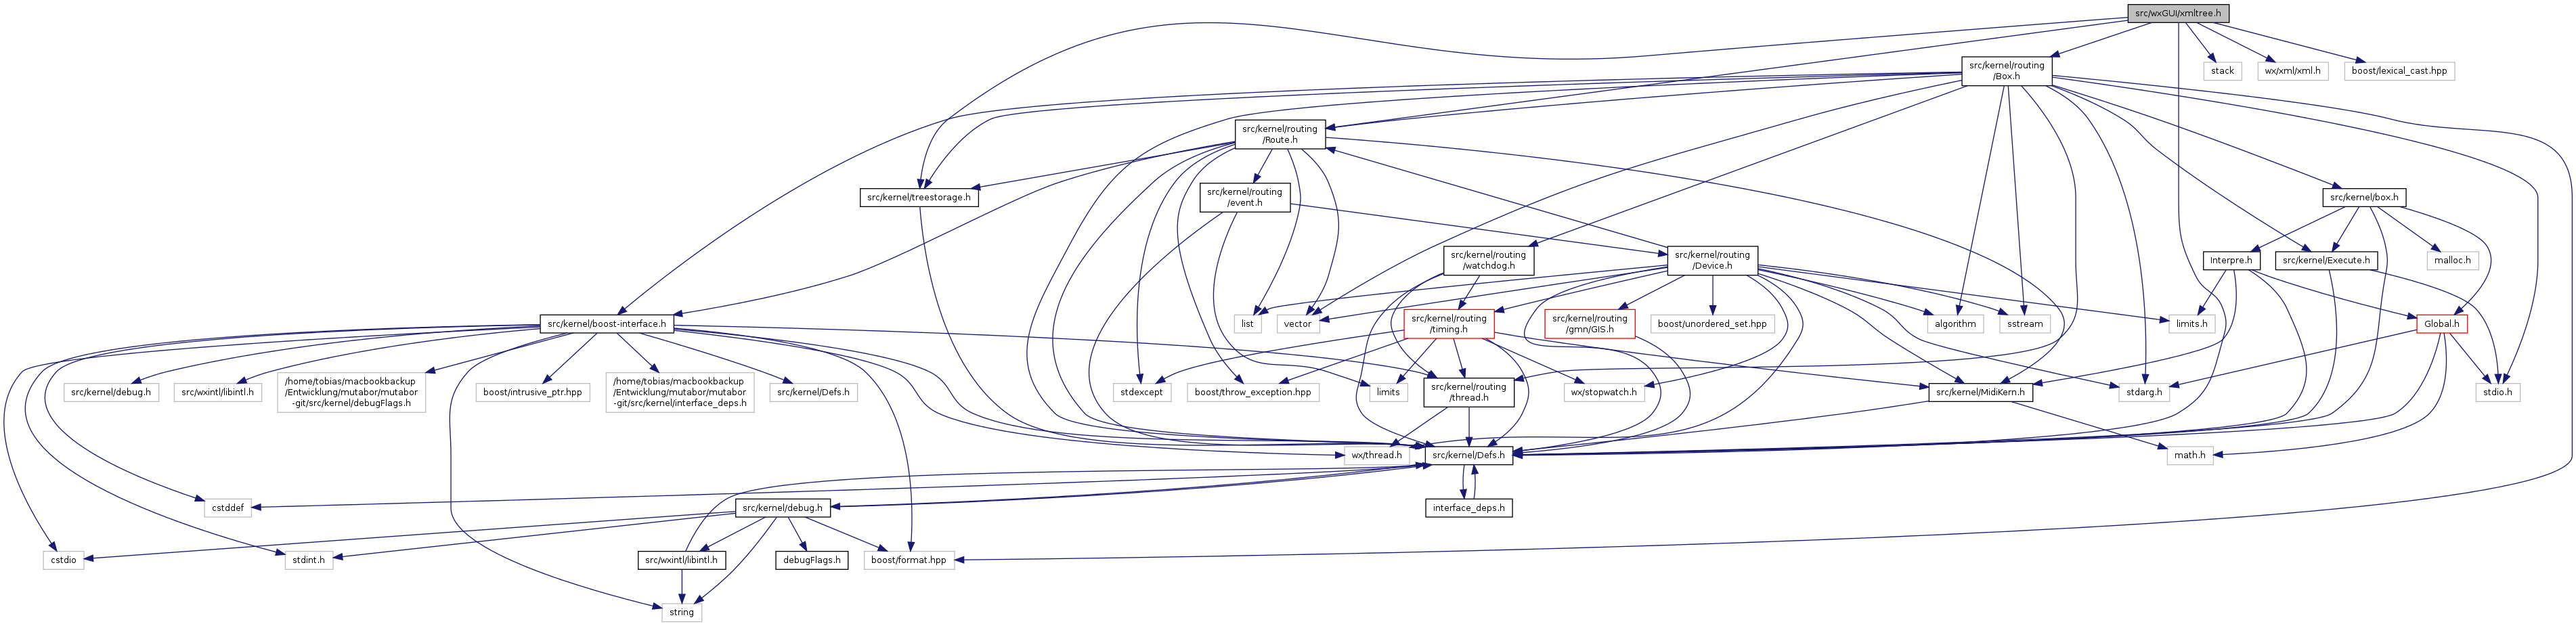 src/wxGUI/xmltree.h
src/kernel/routing
/Box.h
stack
wx/xml/xml.h
boost/lexical_cast.hpp
src/kernel/routing
/Route.h
src/kernel/treestorage.h
src/kernel/routing
/event.h
src/kernel/box.h
src/kernel/routing
/watchdog.h
src/kernel/routing
/Device.h
Interpre.h
src/kernel/Execute.h
malloc.h
src/kernel/boost-interface.h
list
vector
src/kernel/routing
/timing.h
src/kernel/routing
/gmn/GIS.h
boost/unordered_set.hpp
algorithm
sstream
limits.h
Global.h
src/kernel/debug.h
src/wxintl/libintl.h
/home/tobias/macbookbackup
/Entwicklung/mutabor/mutabor
-git/src/kernel/debugFlags.h
boost/intrusive_ptr.hpp
/home/tobias/macbookbackup
/Entwicklung/mutabor/mutabor
-git/src/kernel/interface_deps.h
src/kernel/Defs.h
stdexcept
boost/throw_exception.hpp
limits
src/kernel/routing
/thread.h
wx/stopwatch.h
src/kernel/MidiKern.h
stdarg.h
stdio.h
wx/thread.h
src/kernel/Defs.h
math.h
cstddef
src/kernel/debug.h
interface_deps.h
cstdio
stdint.h
src/wxintl/libintl.h
debugFlags.h
boost/format.hpp
string